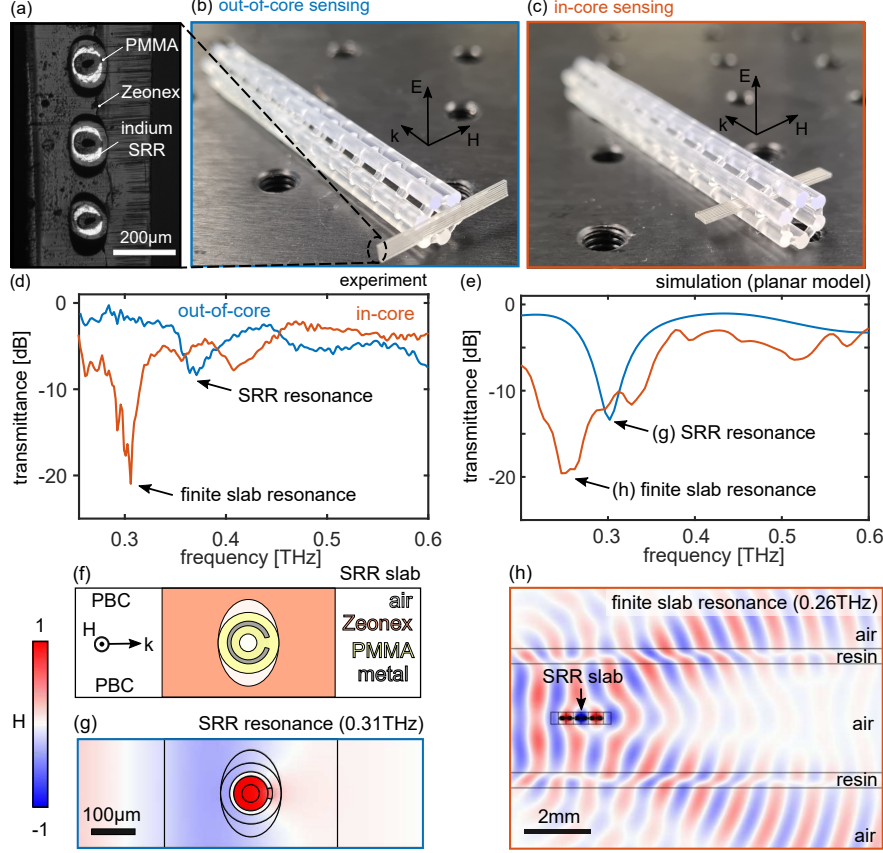 (a)
PMMA
Zeonex
indium
SRR
200µm
(b) out-of-core sensing
E
k
H
(c) in-core sensing
E
k
H
(d)
experiment
0
-10
-20
transmittance [dB]
out-of-core
in-core
SRR resonance
finite slab resonance
0.3
0.4
0.5
0.6
frequency [THz]
(e)
simulation (planar model)
0
-10
-20
transmittance [dB]
(g) SRR resonance
(h) finite slab resonance
0.3
0.4
0.5
0.6
frequency [THz]
(f)
SRR slab
PBC
H
k
PBC
air
Zeonex
PMMA
metal
1
H
-1
(g)
SRR resonance (0.31THz)
100µm
(h)
finite slab resonance (0.26THz)
air
resin
SRR slab
air
resin
2mm
air